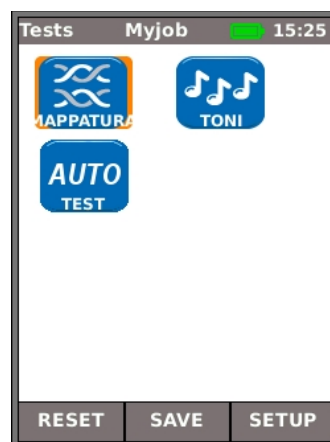 Tests Myjob 15:25
MAPPATURA TONI
AUTO
TEST
RESET SAVE SETUP